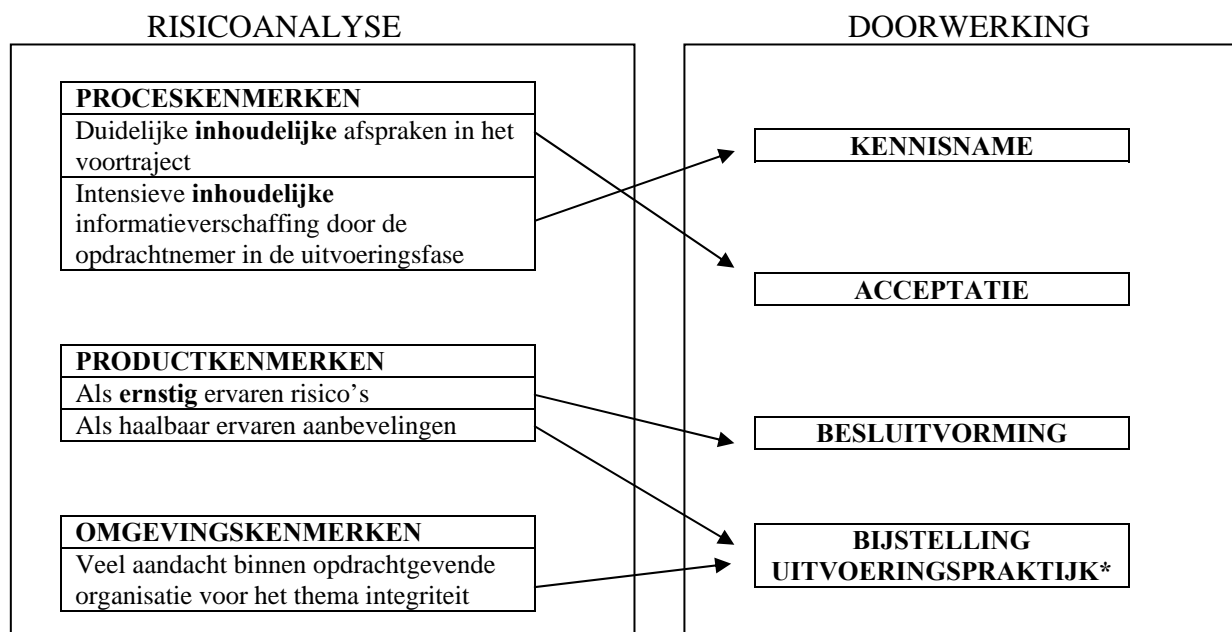 RISICOANALYSE
PROCESKENMERKEN
Duidelijke inhoudelijke afspraken in het
voortraject
Intensieve inhoudelijke
informatieverschaffing door de
opdrachtnemer in de uitvoeringsfase
PRODUCTKENMERKEN
Als ernstig ervaren risico's
Als haalbaar ervaren aanbevelingen
OMGEVINGSKENMERKEN
Veel aandacht binnen opdrachtgevende
organisatie voor het thema integriteit
DOORWERKING
KENNISNAME
ACCEPTATIE
BESLUITVORMING
BIJSTELLING
UITVOERINGSPRAKTIJK*